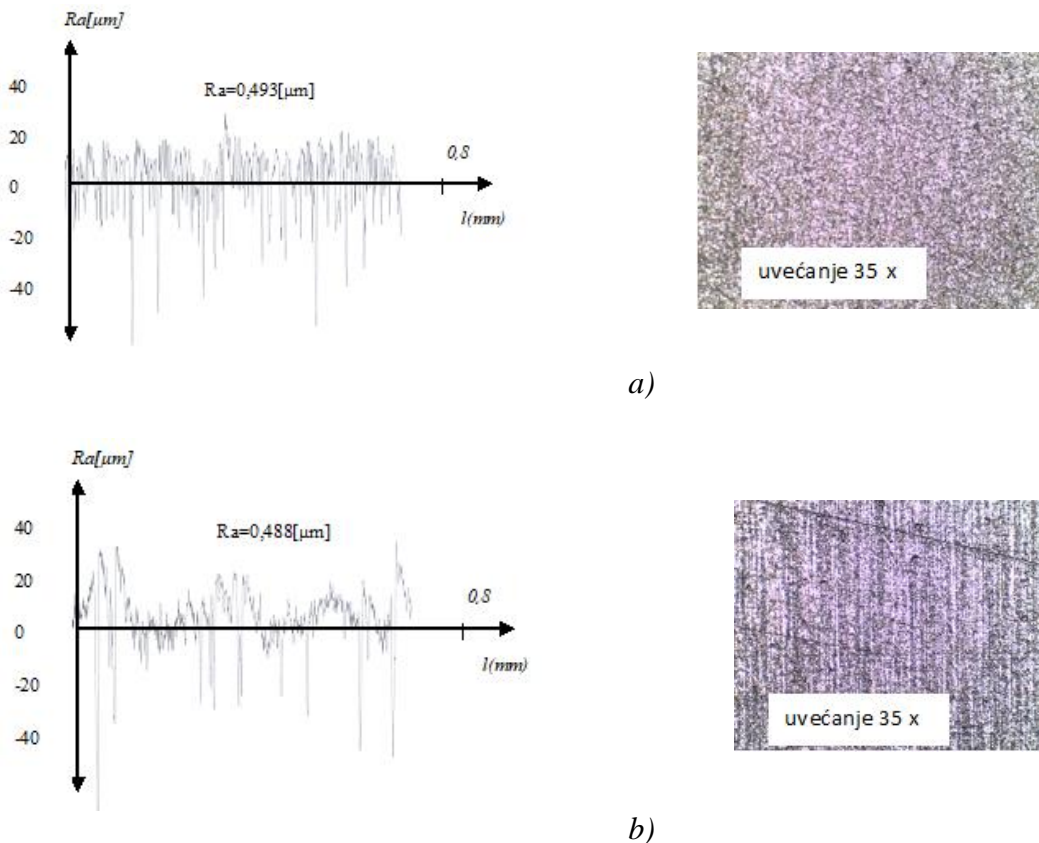 Ra[μm]
40
Ra=0,493[μm]
20
0,8
0
l(mm)
-20
-40
uvećanje 35 x
a)
Ra[μm]
40
Ra=0,488[μm]
20
0,8
0
l(mm)
-20
-40
uvećanje 35 x
b)